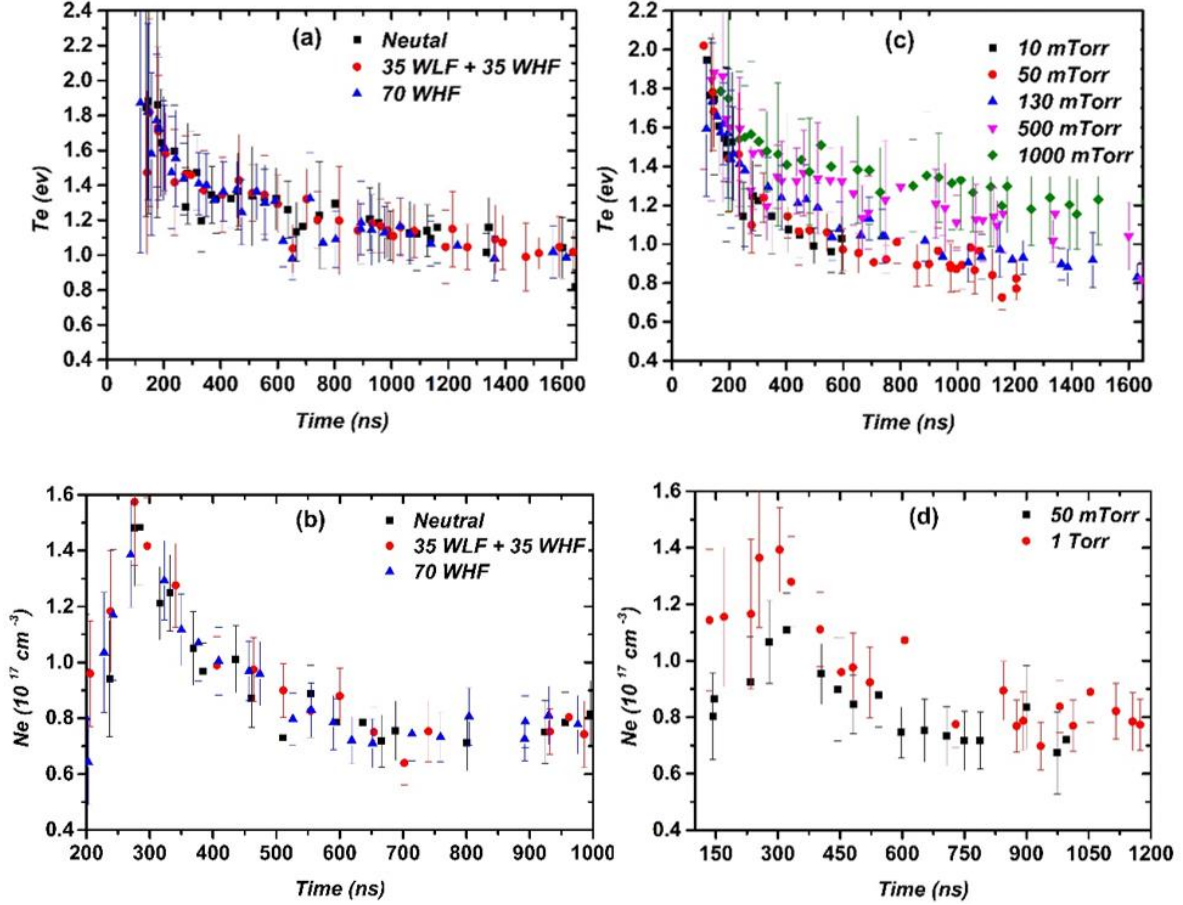 (a)
Neutal
35 WLF + 35 WHF
70 WHF
Te (ev)
2.4
2.2
2.0
1.8
1.6
1.4
1.2
1.0
0.8
0.6
0.4
0 200 400 600 800 1000 1200 1400 1600
Time (ns)
(c)
10 mTorr
50 mTorr
130 mTorr
500 mTorr
1000 mTorr
Te (ev)
2.2
2.0
1.8
1.6
1.4
1.2
1.0
0.8
0.6
0.4
0 200 400 600 800 1000 1200 1400 1600
Time (ns)
(b)
Neutral
35 WLF + 35 WHF
70 WHF
Ne (10 17 cm -3)
1.6
1.4
1.2
1.0
0.8
0.6
0.4
200 300 400 500 600 700 800 900 1000
Time (ns)
(d)
50 mTorr
1 Torr
Ne (10 17 cm -3)
1.6
1.4
1.2
1.0
0.8
0.6
0.4
150 300 450 600 750 900 1050 1200
Time (ns)